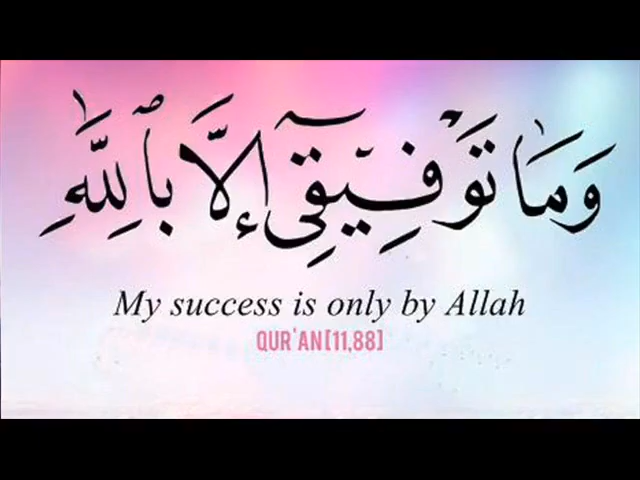 وَمَا تَوْفِيقِىٓ إِلَّا بِٱللَّهِ
My success is only by Allah
QUR'AN[11,88]